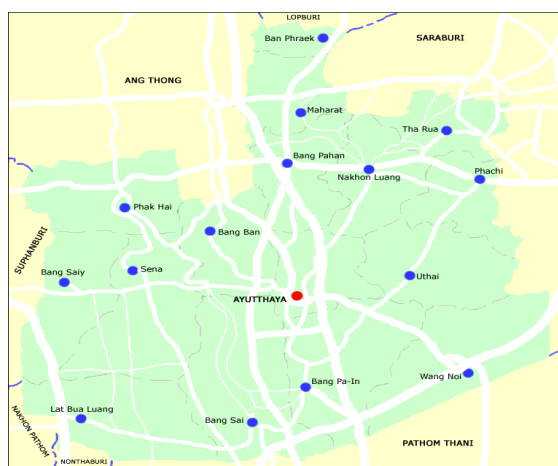 LOPBURI
Ban Phraek
SARABURI
ANG THONG
Maharat
Tha Rua
Bang Pahan
Nakhon Luang
Phachi
Phak Hai
Bang Ban
SUPHANBURI
Bang Saiy
Sena
Uthai
AYUTTHAYA
Wang Noi
Bang Pa-In
Lat Bua Luang
Bang Sai
NAKHON PATHOM
PATHOM THANI
NONTHABURI